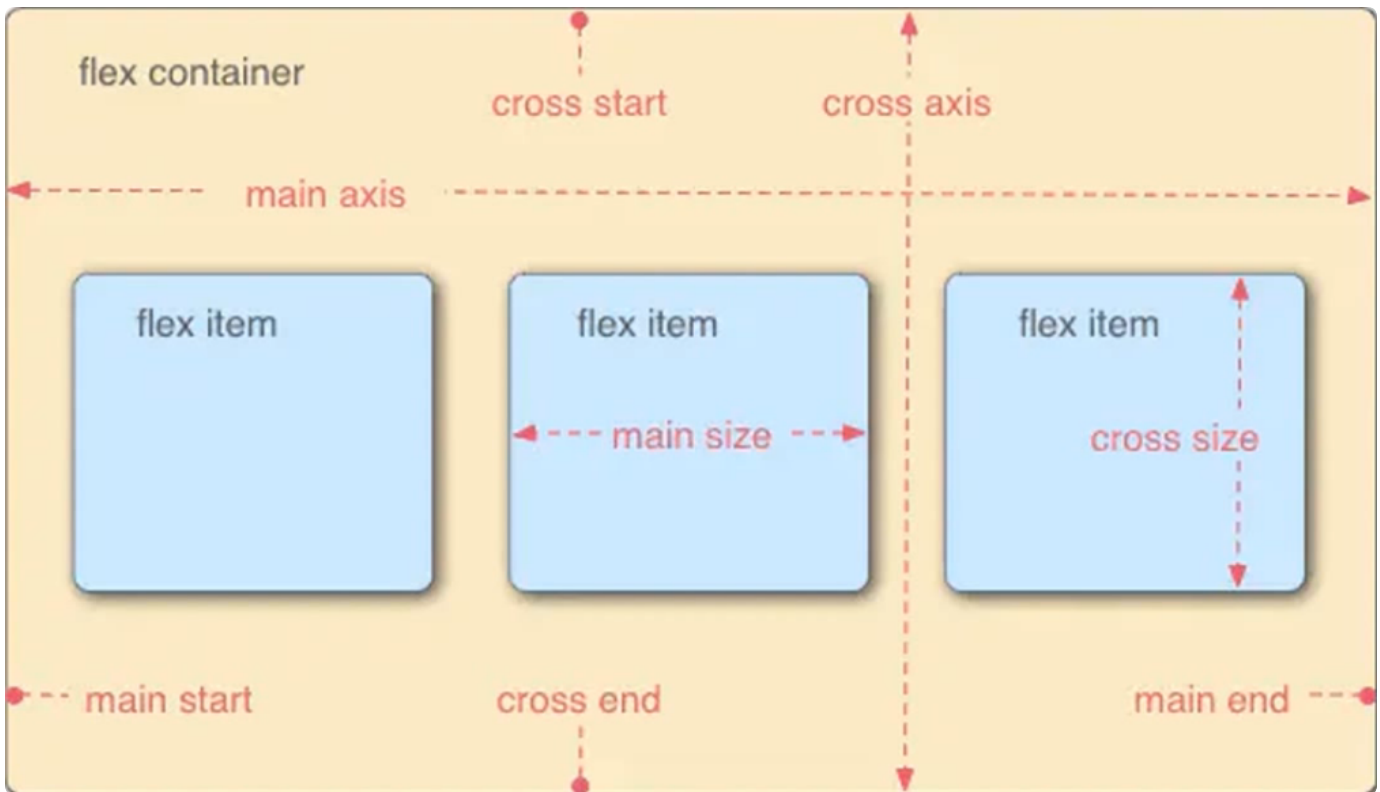 flex container
cross start
cross axis
main axis
flex item
flex item
flex item
main size
cross size
main start
cross end
main end